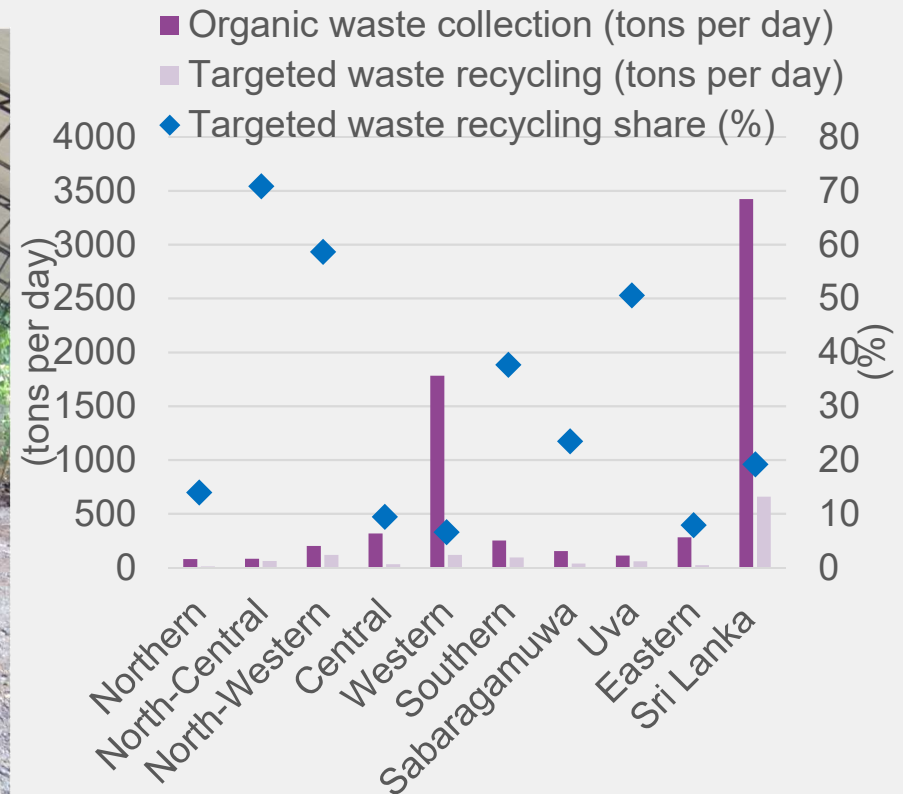 Organic waste collection (tons per day)
Targeted waste recycling (tons per day)
Targeted waste recycling share (%)
4000
3500
3000
2500
2000
1500
1000
500
0
(tons per day)
80
70
60
50
40
30
20
10
0
(%)
Northern
North-Central
North-Western
Central
Western
Southern
Sabaragamuwa
Uva
Eastern
Sri Lanka